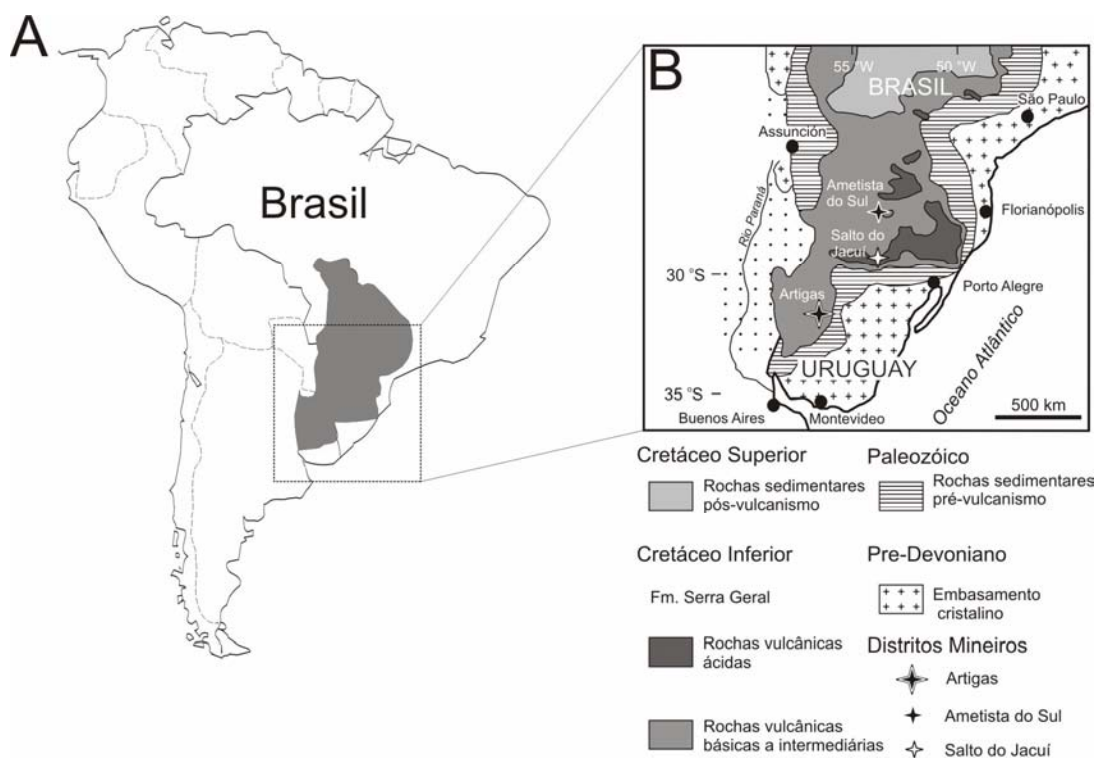 A
Brasil
B
55 °W
50 °W
BRASIL
São Paulo
Assunción
Ametista
do Sul
Rio Paraná
Florianópolis
Salto do
Jacuí
30 °S
Porto Alegre
Artigas
URUGUAY
Oceano Atlântico
35 °S
500 km
Buenos Aires
Montevideo
Cretáceo Superior
Rochas sedimentares
pós-vulcanismo
Paleozóico
Rochas sedimentares
pré-vulcanismo
Cretáceo Inferior
Fm. Serra Geral
Rochas vulcânicas
ácidas
Rochas vulcânicas
básicas a intermediárias
Pre-Devoniano
Embasamento
cristalino
Distritos Mineiros
Artigas
Ametista do Sul
Salto do Jacuí